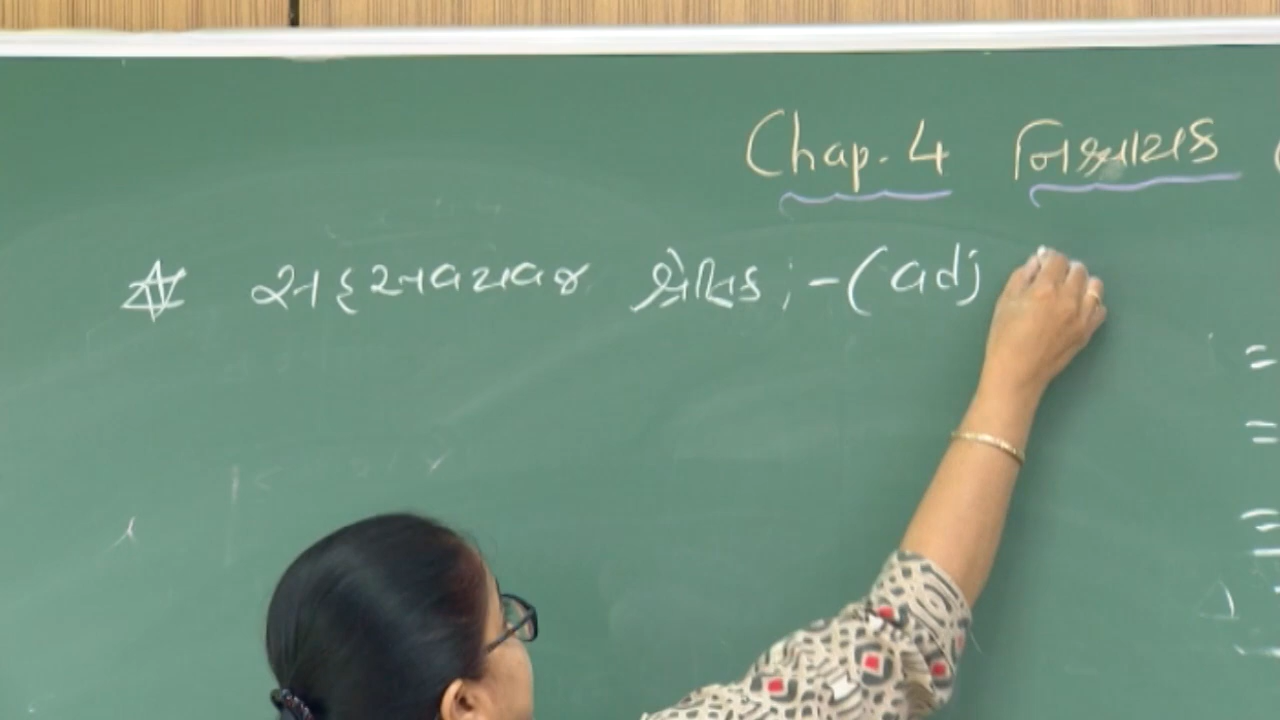 Chap. 4 નિશ્ચાયક (
☆ સહઅવયવજ શ્રેણિક :- (adj
=
=
=